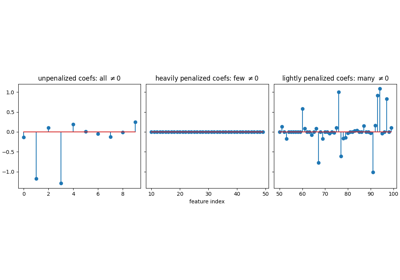 unpenalized coefs: all ≠0
heavily penalized coefs: few ≠0
lightly penalized coefs: many ≠0
1.0
0.5
0.0
−0.5
−1.0
0 2 4 6 8
10 20 30 40 50
50 60 70 80 90 100
feature index